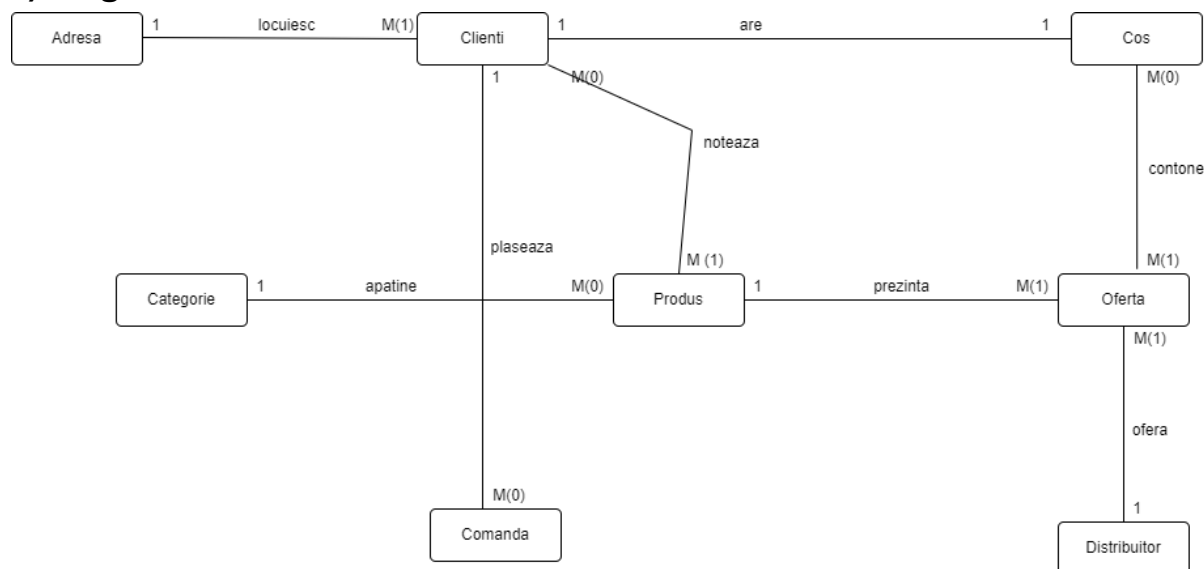 Adresa 1 locuiesc M(1) Clienti 1 are 1 Cos
1 M(0) M(0)
noteaza
contone
plaseaza
M (1) M(1)
Categorie 1 apatine M(0) Produs 1 prezinta M(1) Oferta
M(1)
ofera
M(0) 1
Comanda
Distribuitor